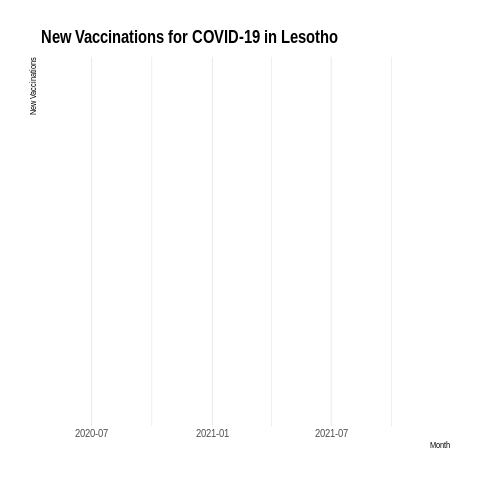 New Vaccinations for COVID-19 in Lesotho
New Vaccinations
2020-07
2021-01
2021-07
Month